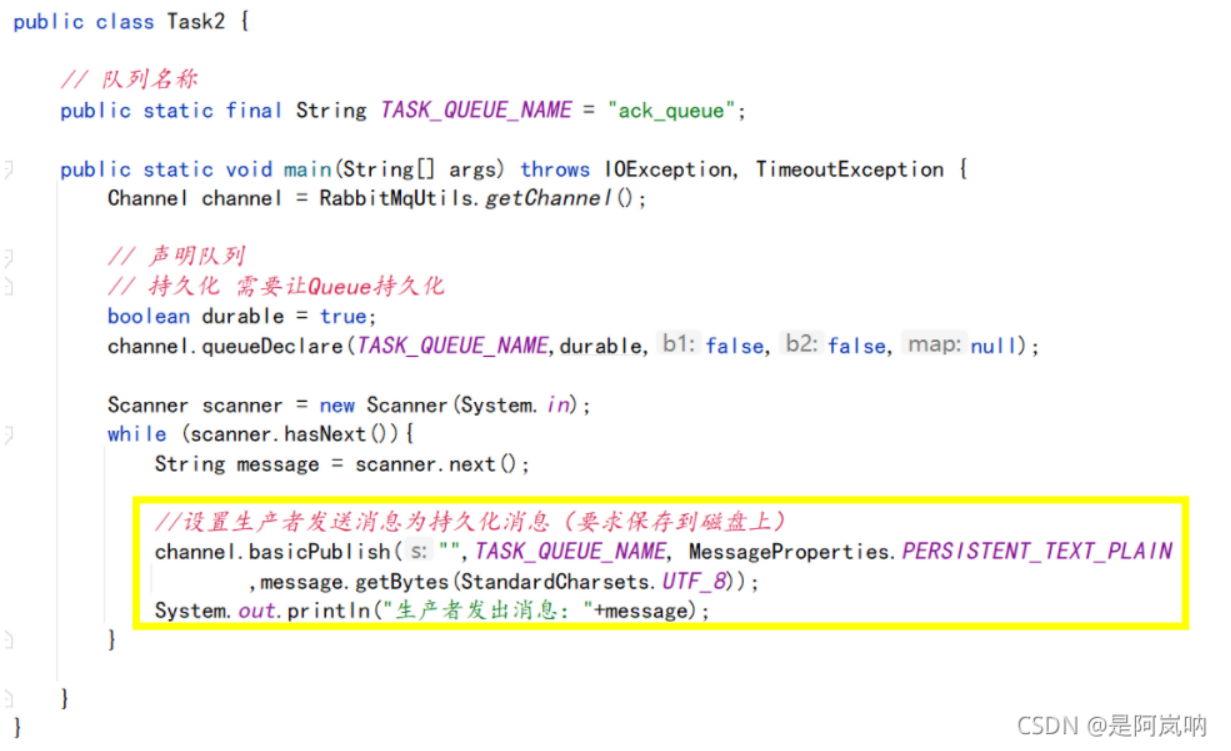 public class Task2 {
// 队列名称
public static final String TASK_QUEUE_NAME = "ack_queue";
public static void main(String[] args) throws IOException, TimeoutException {
Channel channel = RabbitMqUtils.getChannel();
// 声明队列
// 持久化 需要让Queue持久化
boolean durable = true;
channel.queueDeclare(TASK_QUEUE_NAME,durable, b1: false, b2: false, map: null);
Scanner scanner = new Scanner(System.in);
while (scanner.hasNext()){
String message = scanner.next();
//设置生产者发送消息为持久化消息（要求保存到磁盘上）
channel.basicPublish( s: "",TASK_QUEUE_NAME, MessageProperties.PERSISTENT_TEXT_PLAIN
,message.getBytes(StandardCharsets.UTF_8));
System.out.println("生产者发出消息："+message);
}
}
}
CSDN @是阿岚呐